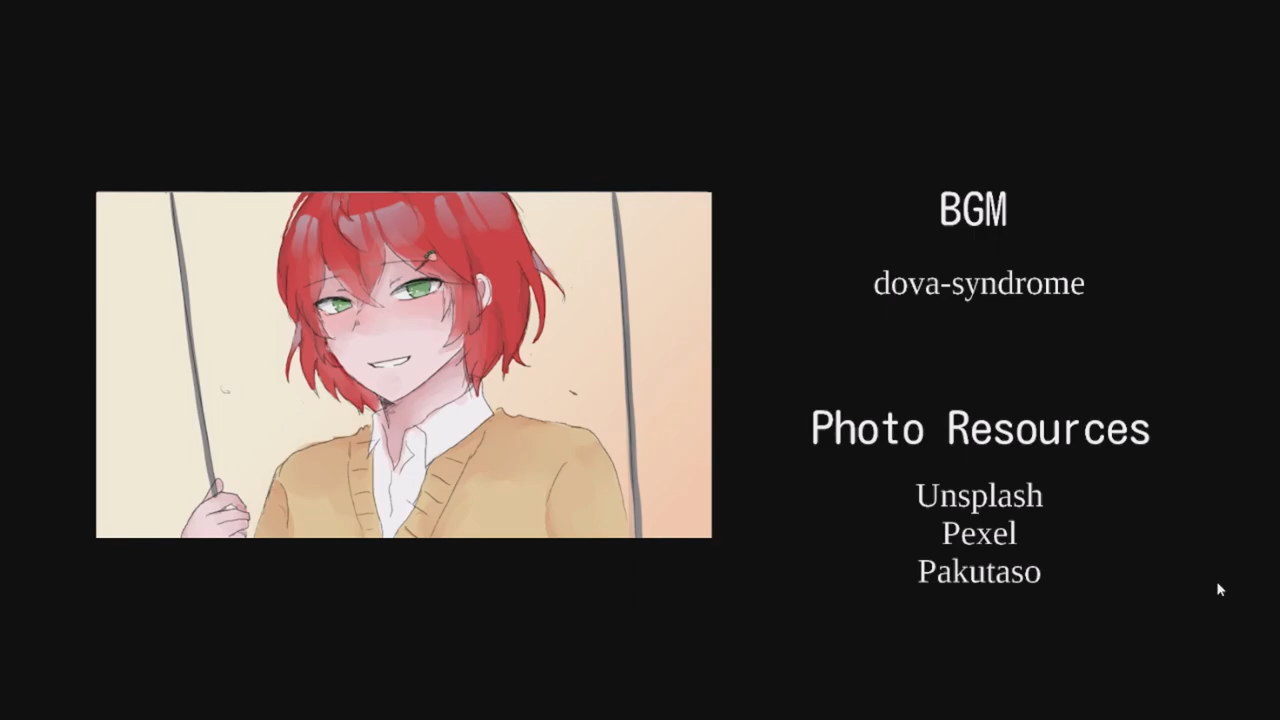 BGM
dova-syndrome
Photo Resources
Unsplash
Pexel
Pakutaso